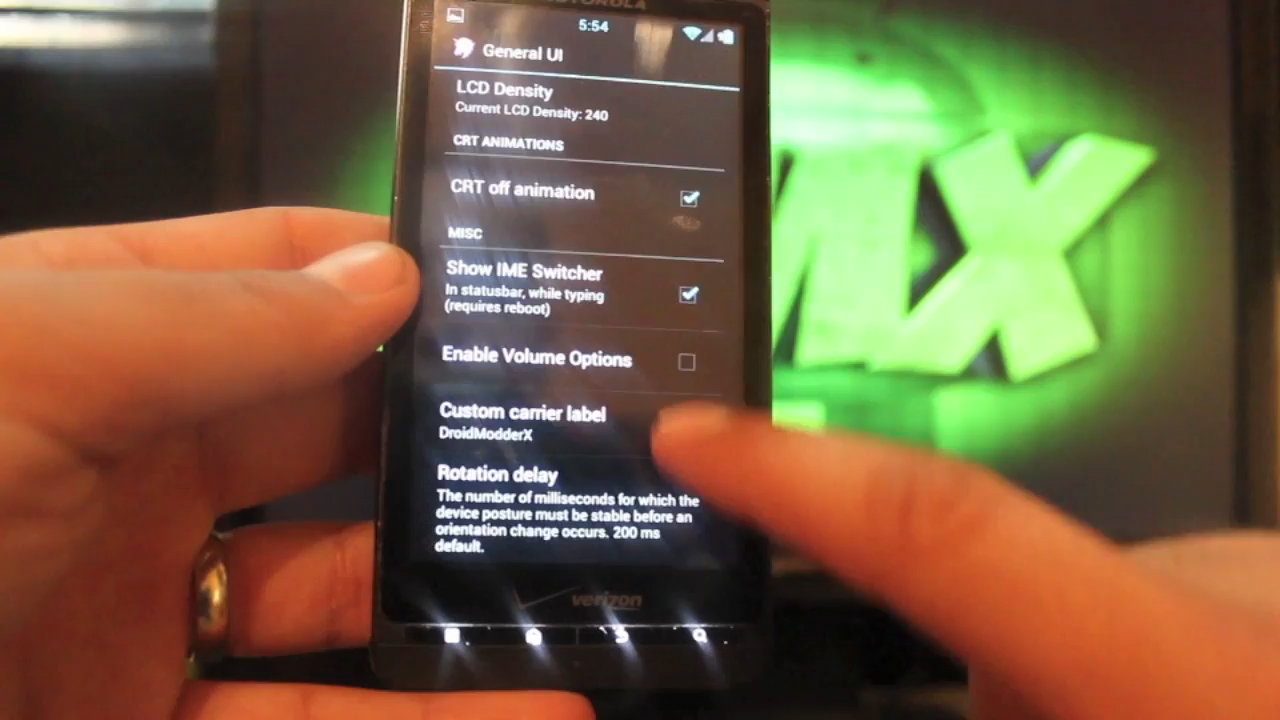 MOTOROLA
5:54
General UI
LCD Density
Current LCD Density: 240
CRT ANIMATIONS
CRT off animation
MISC
Show IME Switcher
In statusbar, while typing
(requires reboot)
Enable Volume Options
Custom carrier label
DroidModderX
Rotation delay
The number of milliseconds for which the
device posture must be stable before an
orientation change occurs. 200 ms
default.
verizon
MX